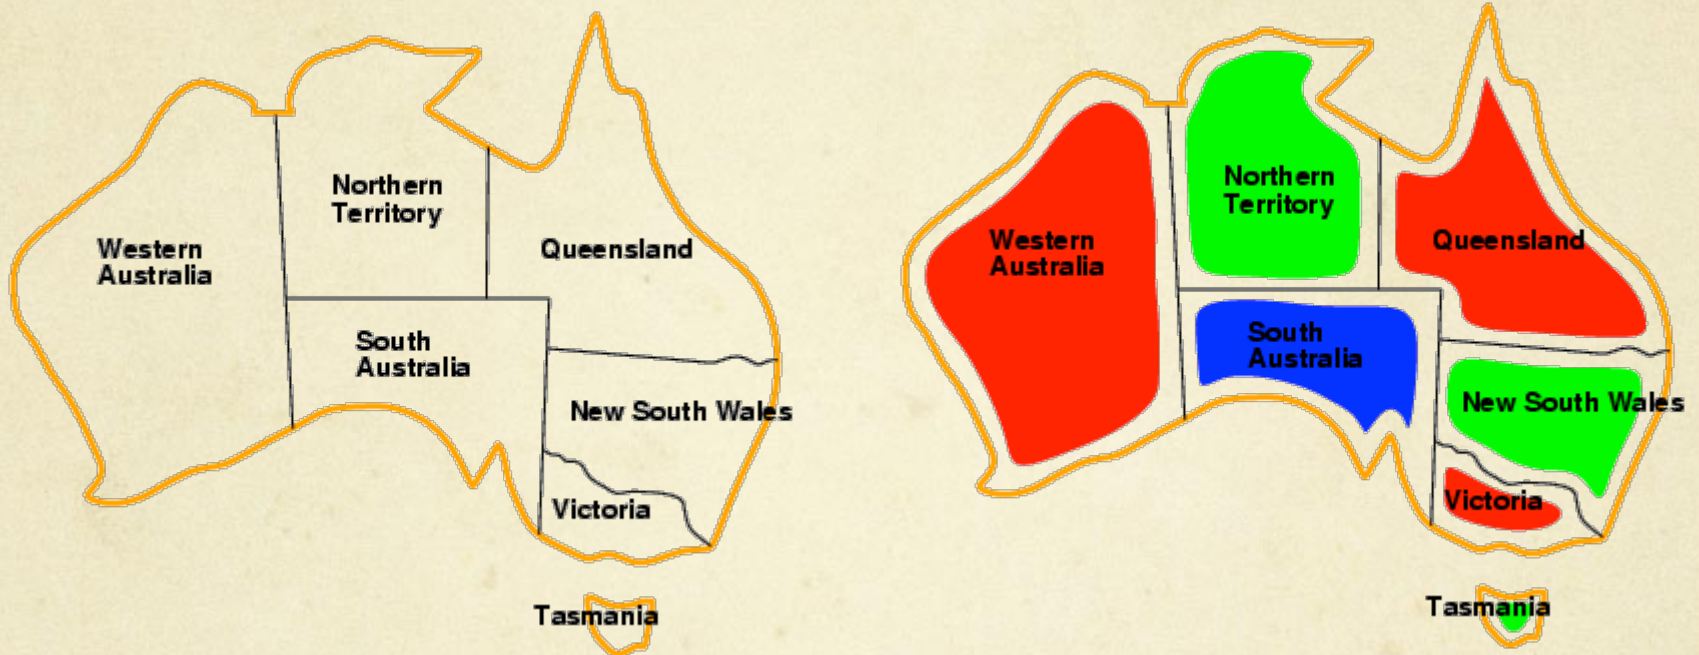 Northern
Territory
Western
Australia
Queensland
South
Australia
New South Wales
Victoria
Tasmania
Northern
Territory
Western
Australia
Queensland
South
Australia
New South Wales
Victoria
Tasmania